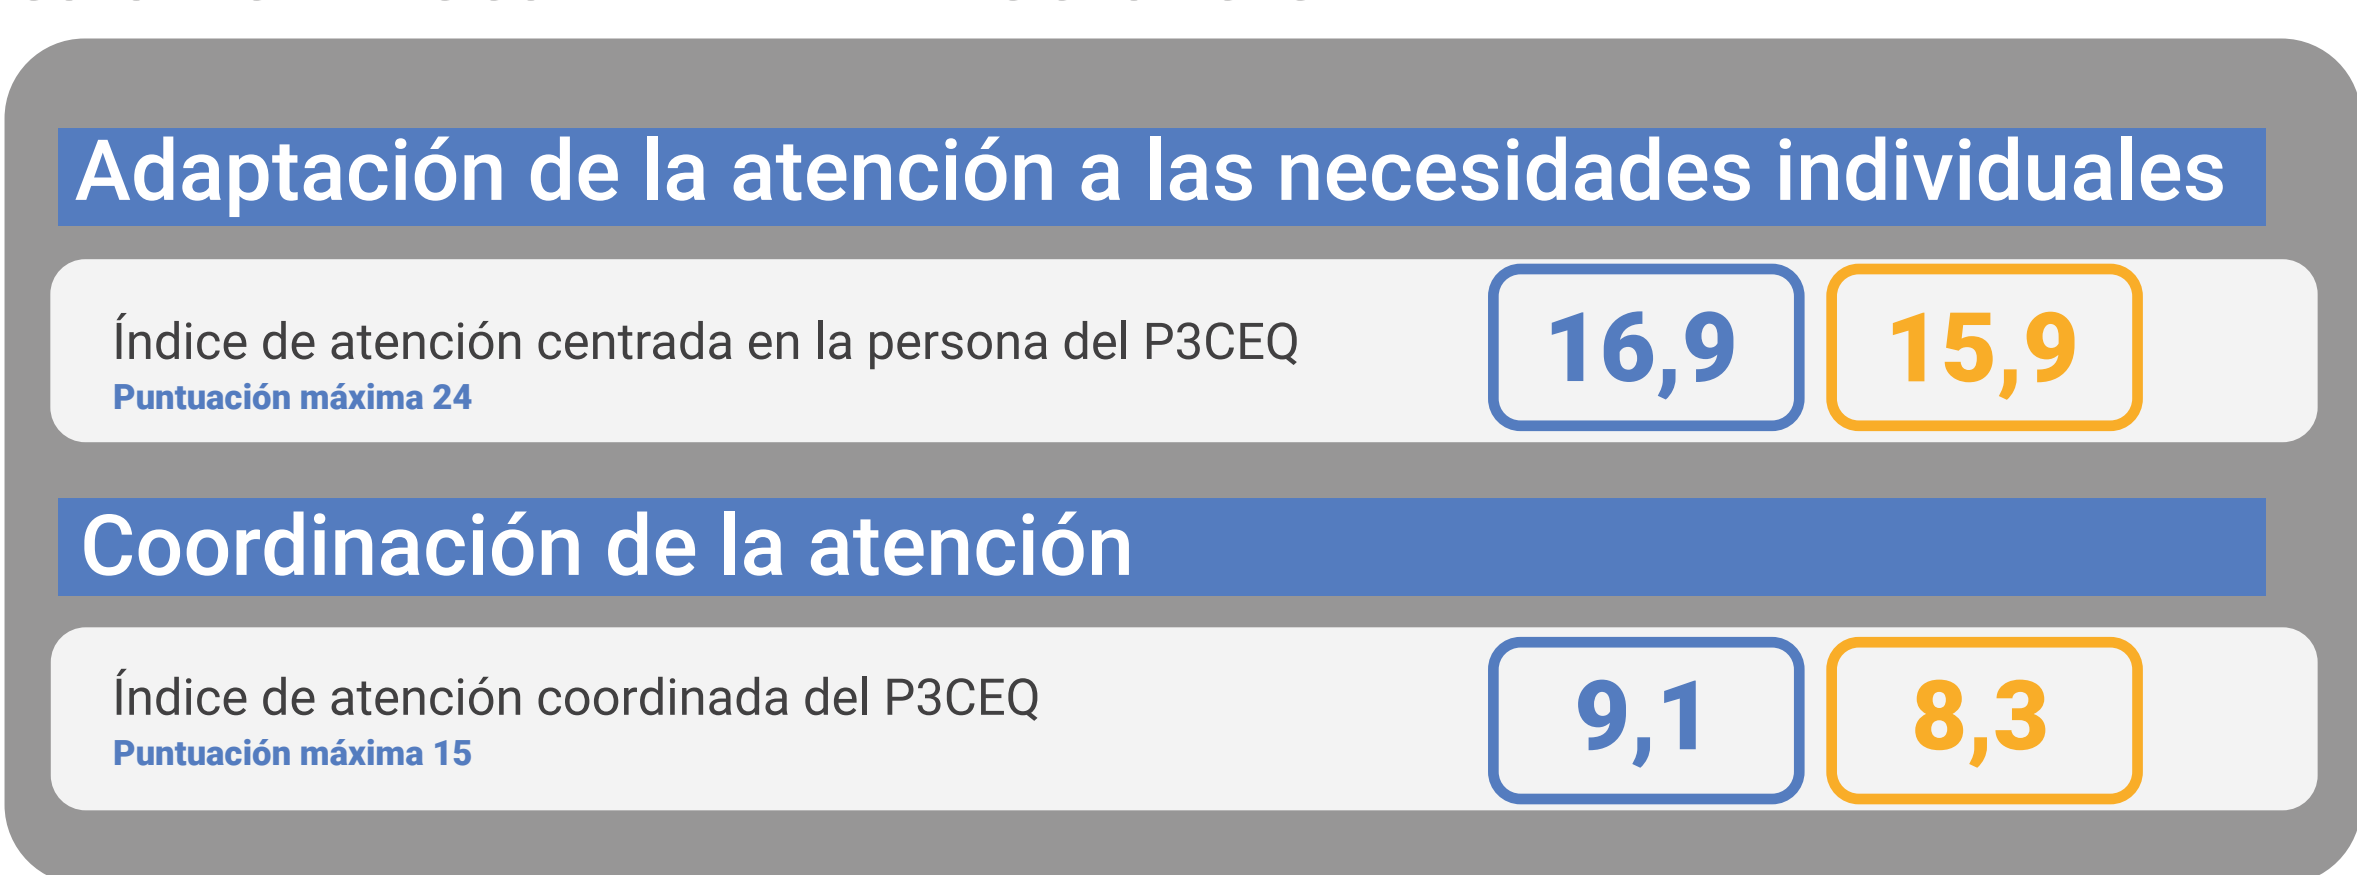 Adaptación de la atención a las necesidades individuales
Índice de atención centrada en la persona del P3CEQ
Puntuación máxima 24
16,9 15,9
Coordinación de la atención
Índice de atención coordinada del P3CEQ
Puntuación máxima 15
9,1 8,3